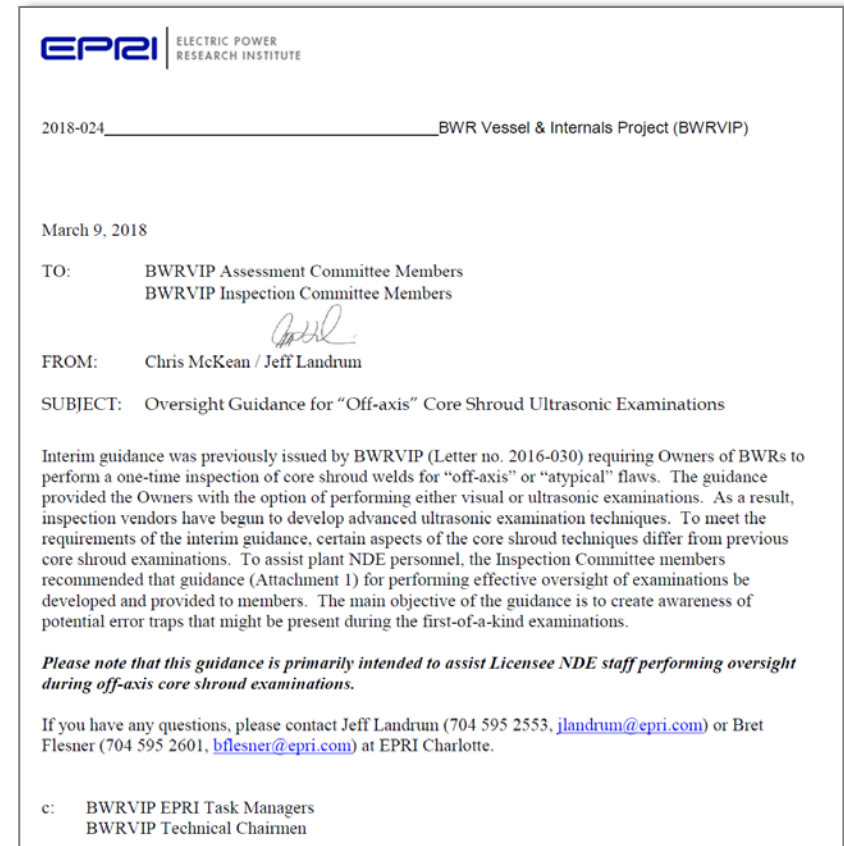 EPRI
ELECTRIC POWER
RESEARCH INSTITUTE
2018-024 BWR Vessel & Internals Project (BWRVIP)
March 9, 2018
TO: BWRVIP Assessment Committee Members
BWRVIP Inspection Committee Members
FROM: Chris McKean / Jeff Landrum
SUBJECT: Oversight Guidance for “Off-axis” Core Shroud Ultrasonic Examinations
Interim guidance was previously issued by BWRVIP (Letter no. 2016-030) requiring Owners of BWRs to
perform a one-time inspection of core shroud welds for “off-axis” or “atypical” flaws. The guidance
provided the Owners with the option of performing either visual or ultrasonic examinations. As a result,
inspection vendors have begun to develop advanced ultrasonic examination techniques. To meet the
requirements of the interim guidance, certain aspects of the core shroud techniques differ from previous
core shroud examinations. To assist plant NDE personnel, the Inspection Committee members
recommended that guidance (Attachment 1) for performing effective oversight of examinations be
developed and provided to members. The main objective of the guidance is to create awareness of
potential error traps that might be present during the first-of-a-kind examinations.
Please note that this guidance is primarily intended to assist Licensee NDE staff performing oversight
during off-axis core shroud examinations.
If you have any questions, please contact Jeff Landrum (704 595 2553, jlandrum@epri.com) or Bret
Flesner (704 595 2601, bflesner@epri.com) at EPRI Charlotte.
c: BWRVIP EPRI Task Managers
BWRVIP Technical Chairmen